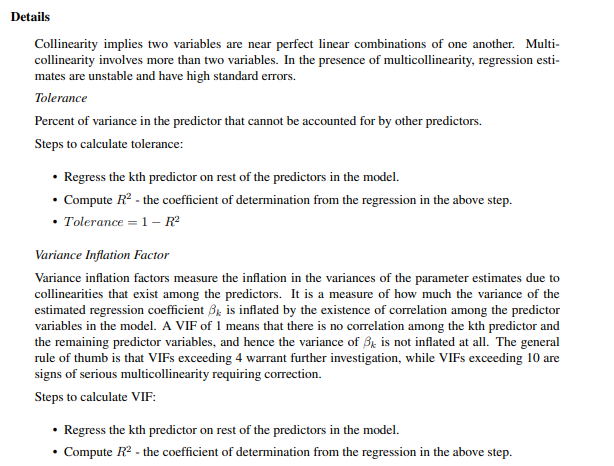 Details
Collinearity implies two variables are near perfect linear combinations of one another. Multi-
collinearity involves more than two variables. In the presence of multicollinearity, regression esti-
mates are unstable and have high standard errors.
Tolerance
Percent of variance in the predictor that cannot be accounted for by other predictors.
Steps to calculate tolerance:
• Regress the kth predictor on rest of the predictors in the model.
• Compute R² - the coefficient of determination from the regression in the above step.
• Tolerance = 1 − R²
Variance Inflation Factor
Variance inflation factors measure the inflation in the variances of the parameter estimates due to
collinearities that exist among the predictors. It is a measure of how much the variance of the
estimated regression coefficient βₖ is inflated by the existence of correlation among the predictor
variables in the model. A VIF of 1 means that there is no correlation among the kth predictor and
the remaining predictor variables, and hence the variance of βₖ is not inflated at all. The general
rule of thumb is that VIFs exceeding 4 warrant further investigation, while VIFs exceeding 10 are
signs of serious multicollinearity requiring correction.
Steps to calculate VIF:
• Regress the kth predictor on rest of the predictors in the model.
• Compute R² - the coefficient of determination from the regression in the above step.